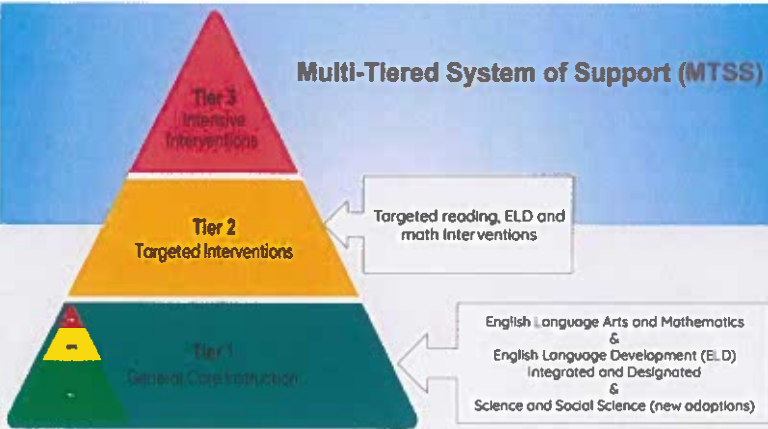 Multi-Tiered System of Support (MTSS)
Tier 3
Intensive
Interventions
Tier 2
Targeted Interventions
Targeted reading, ELD and
math Interventions
Tier 1
General Core Instruction
English Language Arts and Mathematics
&
English Language Development (ELD)
Integrated and Designated
&
Science and Social Science (new adoptions)